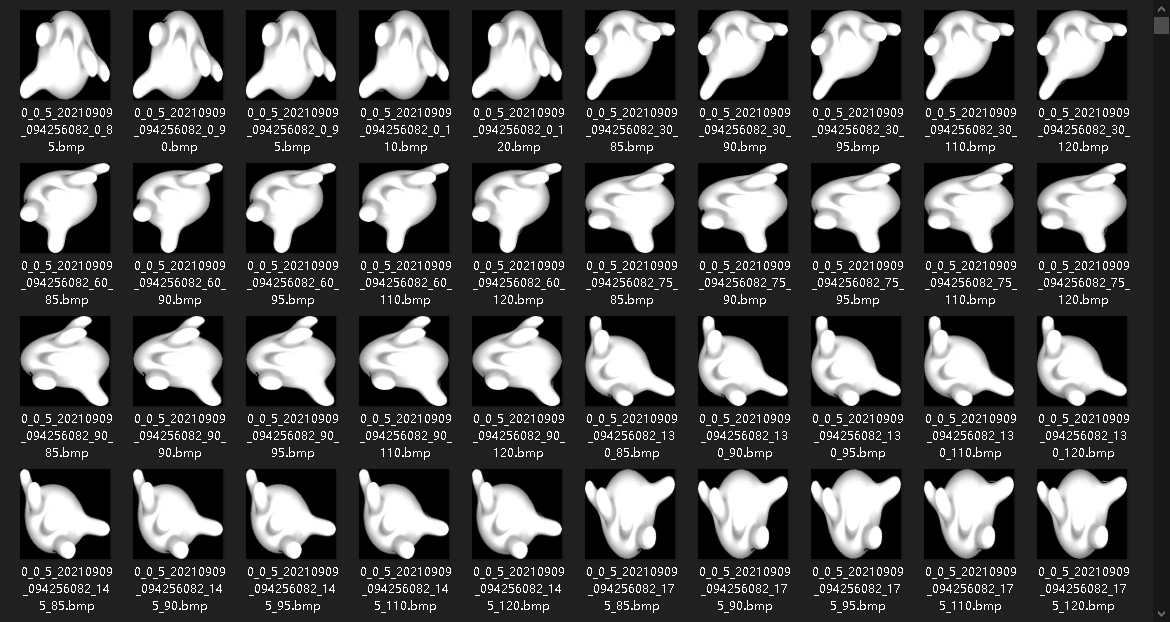 0_0_5_20210909 0_0_5_20210909 0_0_5_20210909 0_0_5_20210909 0_0_5_20210909 0_0_5_20210909 0_0_5_20210909 0_0_5_20210909 0_0_5_20210909 0_0_5_20210909
_094256082_0_8 _094256082_0_9 _094256082_0_9 _094256082_0_1 _094256082_0_1 _094256082_30_ _094256082_30_ _094256082_30_ _094256082_30_ _094256082_30_
5.bmp 0.bmp 5.bmp 10.bmp 20.bmp 85.bmp 90.bmp 95.bmp 110.bmp 120.bmp
0_0_5_20210909 0_0_5_20210909 0_0_5_20210909 0_0_5_20210909 0_0_5_20210909 0_0_5_20210909 0_0_5_20210909 0_0_5_20210909 0_0_5_20210909 0_0_5_20210909
_094256082_60_ _094256082_60_ _094256082_60_ _094256082_60_ _094256082_60_ _094256082_75_ _094256082_75_ _094256082_75_ _094256082_75_ _094256082_75_
85.bmp 90.bmp 95.bmp 110.bmp 120.bmp 85.bmp 90.bmp 95.bmp 110.bmp 120.bmp
0_0_5_20210909 0_0_5_20210909 0_0_5_20210909 0_0_5_20210909 0_0_5_20210909 0_0_5_20210909 0_0_5_20210909 0_0_5_20210909 0_0_5_20210909 0_0_5_20210909
_094256082_90_ _094256082_90_ _094256082_90_ _094256082_90_ _094256082_90_ _094256082_13 _094256082_13 _094256082_13 _094256082_13 _094256082_13
85.bmp 90.bmp 95.bmp 110.bmp 120.bmp 0_85.bmp 0_90.bmp 0_95.bmp 0_110.bmp 0_120.bmp
0_0_5_20210909 0_0_5_20210909 0_0_5_20210909 0_0_5_20210909 0_0_5_20210909 0_0_5_20210909 0_0_5_20210909 0_0_5_20210909 0_0_5_20210909 0_0_5_20210909
_094256082_14 _094256082_14 _094256082_14 _094256082_14 _094256082_14 _094256082_17 _094256082_17 _094256082_17 _094256082_17 _094256082_17
5_85.bmp 5_90.bmp 5_95.bmp 5_110.bmp 5_120.bmp 5_85.bmp 5_90.bmp 5_95.bmp 5_110.bmp 5_120.bmp